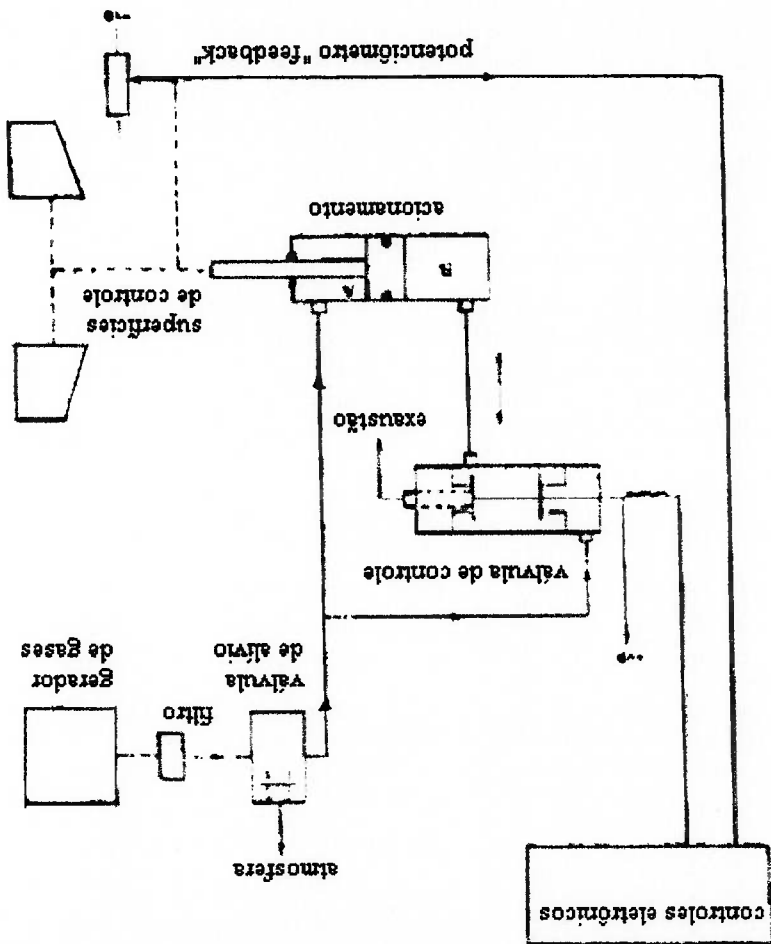 controles eletrônicos
atmosfera
filtro
gerador
de gases
válvula
de alívio
válvula de controle
exaustão
superfícies
de controle
A
B
acionamento
potenciômetro "feedback"